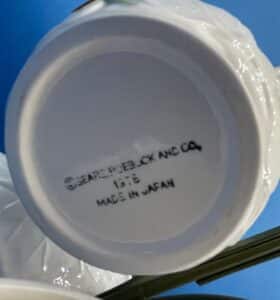 ©SEARS, ROEBUCK AND CO.
1978
MADE IN JAPAN